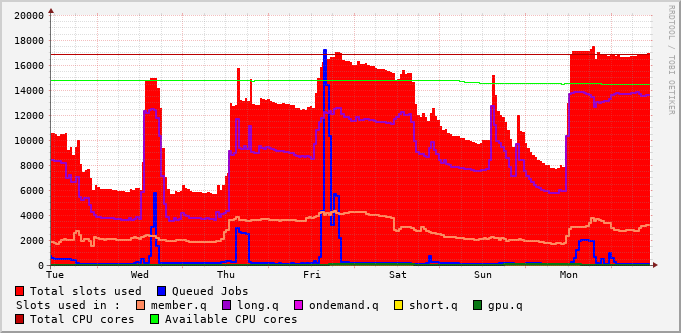 20000
18000
16000
14000
12000
10000
8000
6000
4000
2000
0
Tue Wed Thu Fri Sat Sun Mon
RRDTOOL / TOBI OETIKER
Total slots used Queued Jobs
Slots used in : member.q long.q ondemand.q short.q gpu.q
Total CPU cores Available CPU cores